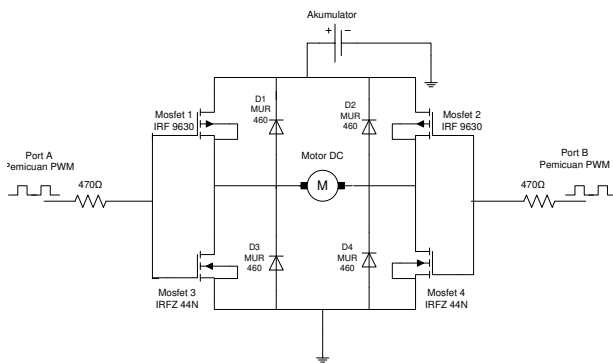 Akumulator
+ −
D1
MUR
460
D2
MUR
460
Mosfet 1
IRF 9630
Mosfet 2
IRF 9630
Port A
Pemicuan PWM
470Ω
Motor DC
M
Port B
Pemicuan PWM
470Ω
D3
MUR
460
D4
MUR
460
Mosfet 3
IRFZ 44N
Mosfet 4
IRFZ 44N